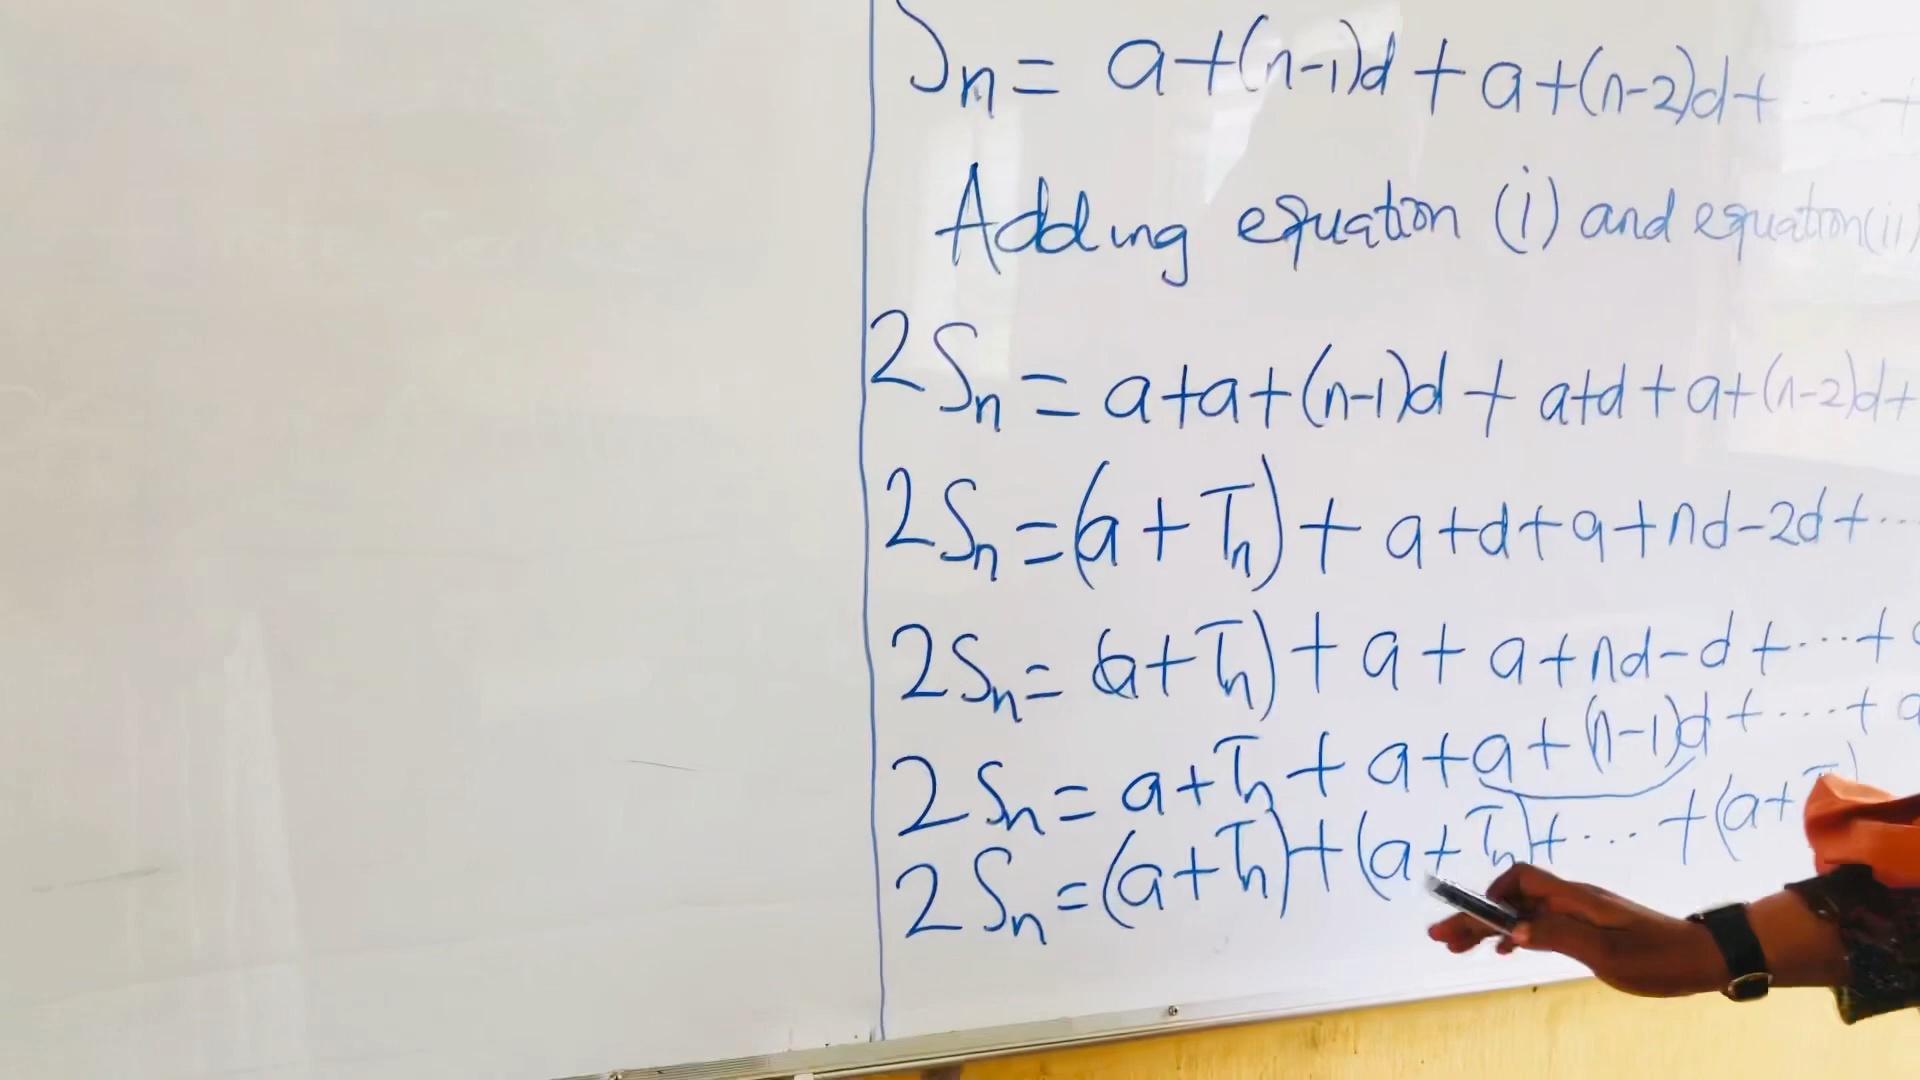 Sn = a+(n-1)d + a+(n-2)d+ ... +
Adding equation (i) and equation (ii)
2Sn = a+a+(n-1)d + a+d+a+(n-2)d+
2Sn = (a+Tn) + a+d+a+nd-2d+...
2Sn = (a+Tn) + a + a+nd-d+...+
2Sn = a+Tn + a+a+(n-1)d+...+a
2Sn = (a+Tn)+(a+Tn)+... +(a+T